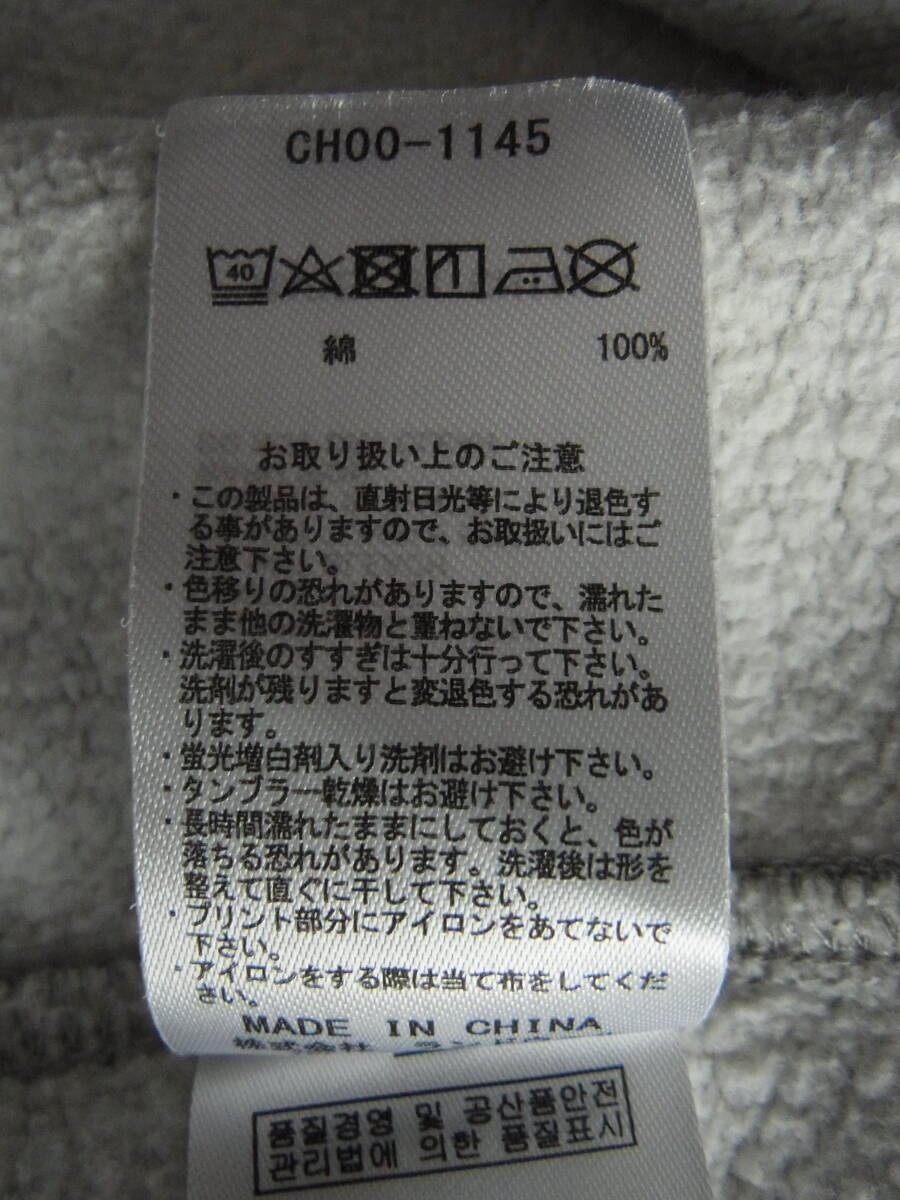 CH00-1145
40
綿 100%
お取り扱い上のご注意
・この製品は、直射日光等により退色す
る事がありますので、お取扱いにはご
注意下さい。
・色移りの恐れがありますので、濡れた
まま他の洗濯物と重ねないで下さい。
・洗濯後のすすぎは十分行って下さい。
洗剤が残りますと変退色する恐れがあ
ります。
・蛍光増白剤入り洗剤はお避け下さい。
・タンブラー乾燥はお避け下さい。
・長時間濡れたままにしておくと、色が
落ちる恐れがあります。洗濯後は形を
整えて直ぐに干して下さい。
・プリント部分にアイロンをあてないで
下さい。
・アイロンをする際は当て布をしてくだ
さい。
MADE IN CHINA
株式会社
품질경영 및 공산품안전
관리법에 의한 품질표시